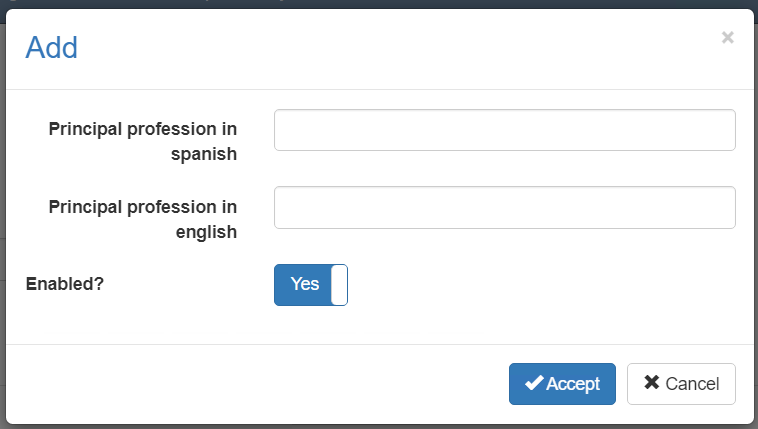 Add
×
Principal profession in
spanish
Principal profession in
english
Enabled?
Yes
Accept
Cancel